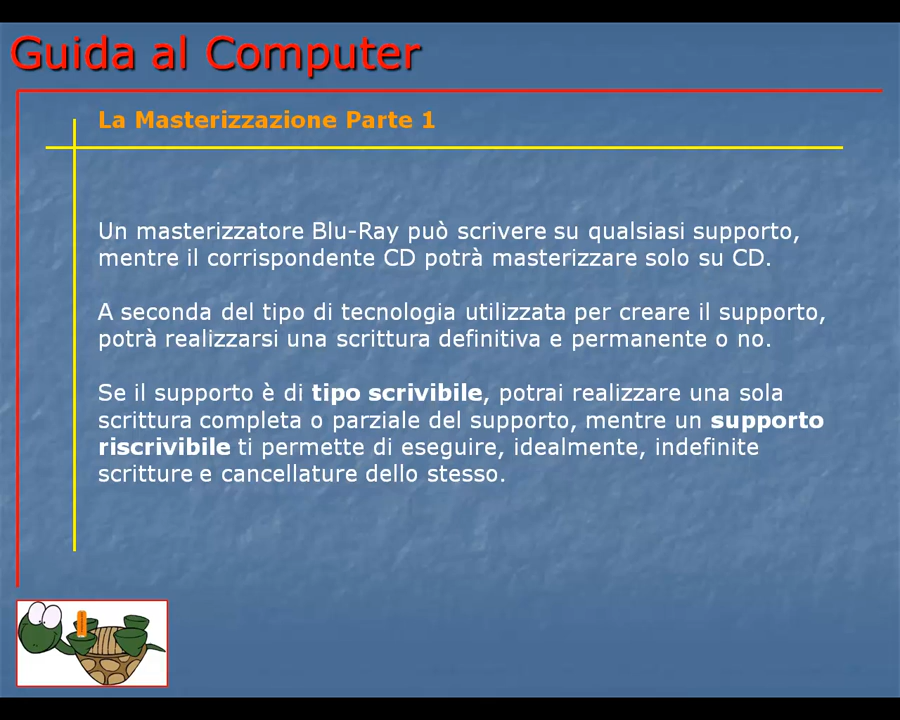 Guida al Computer
La Masterizzazione Parte 1
Un masterizzatore Blu-Ray può scrivere su qualsiasi supporto,
mentre il corrispondente CD potrà masterizzare solo su CD.
A seconda del tipo di tecnologia utilizzata per creare il supporto,
potrà realizzarsi una scrittura definitiva e permanente o no.
Se il supporto è di tipo scrivibile, potrai realizzare una sola
scrittura completa o parziale del supporto, mentre un supporto
riscrivibile ti permette di eseguire, idealmente, indefinite
scritture e cancellature dello stesso.